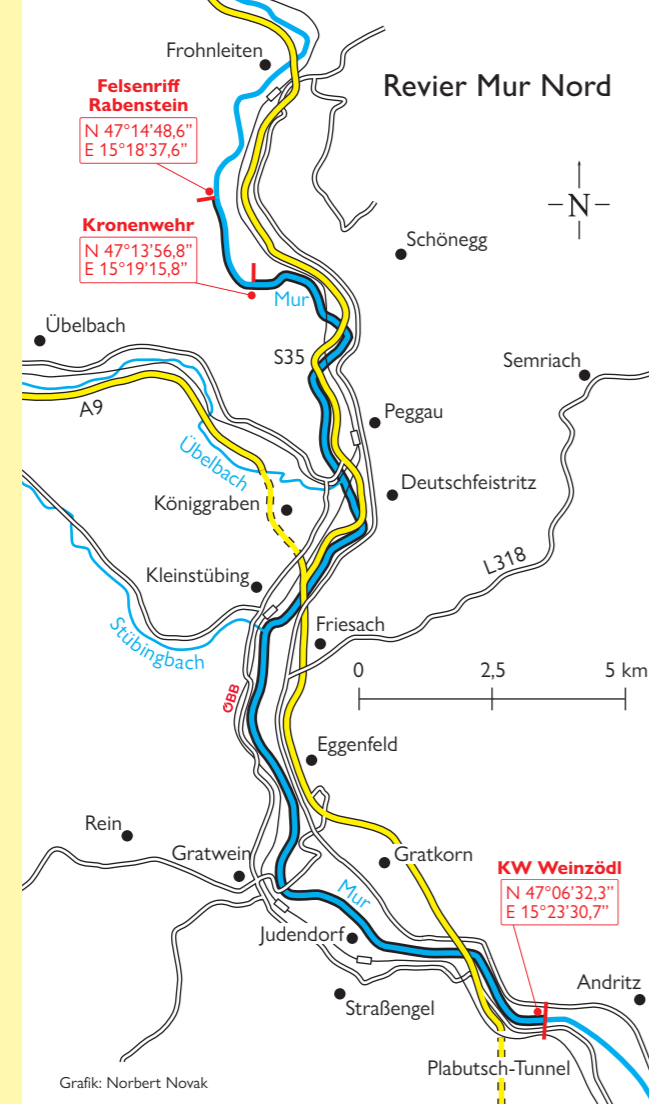 Frohnleiten
Revier Mur Nord
Felsenriff
Rabenstein
N 47°14’48,6”
E 15°18’37,6”
N
Kronenwehr
N 47°13’56,8”
E 15°19’15,8”
Schönegg
Mur
Übelbach
S35
Semriach
A9
Peggau
Übelbach
Deutschfeistritz
Königgraben
L318
Kleinstübing
Friesach
Stübingbach
0 2,5 5 km
ÖBB
Eggenfeld
Rein
Gratwein
Gratkorn
KW Weinzödl
N 47°06’32,3”
E 15°23’30,7”
Mur
Judendorf
Andritz
Straßengel
Plabutsch-Tunnel
Grafik: Norbert Novak